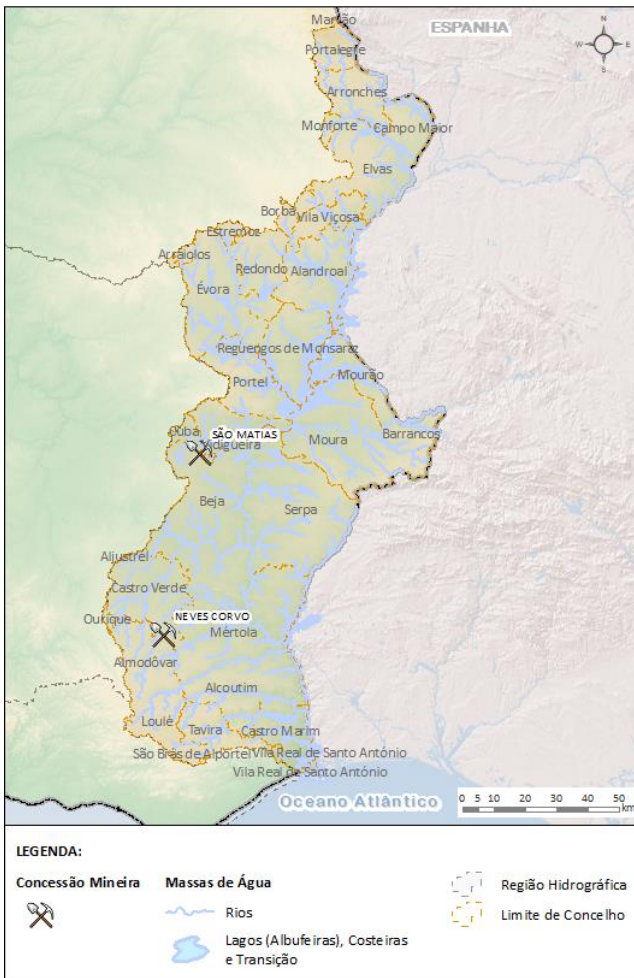 Marvão
ESPANHA
N
W
E
S
Portalegre
Arronches
Monforte
Campo Maior
Elvas
Borba
Vila Viçosa
Estremoz
Arraiolos
Redondo
Alandroal
Évora
Reguengos de Monsaraz
Mourão
Portel
Cuba
SÃO MATIAS
Vidigueira
Moura
Barrancos
Beja
Serpa
Aljustrel
Castro Verde
NEVES CORVO
Ourique
Mértola
Almodôvar
Alcoutim
Loulé
Tavira
Castro Marim
São Brás de Alportel
Vila Real de Santo António
Vila Real de Santo António
Oceano Atlântico
0 5 10 20 30 40 50
km
LEGENDA:
Concessão Mineira
Massas de Água
Rios
Lagos (Albufeiras), Costeiras
e Transição
Região Hidrográfica
Limite de Concelho